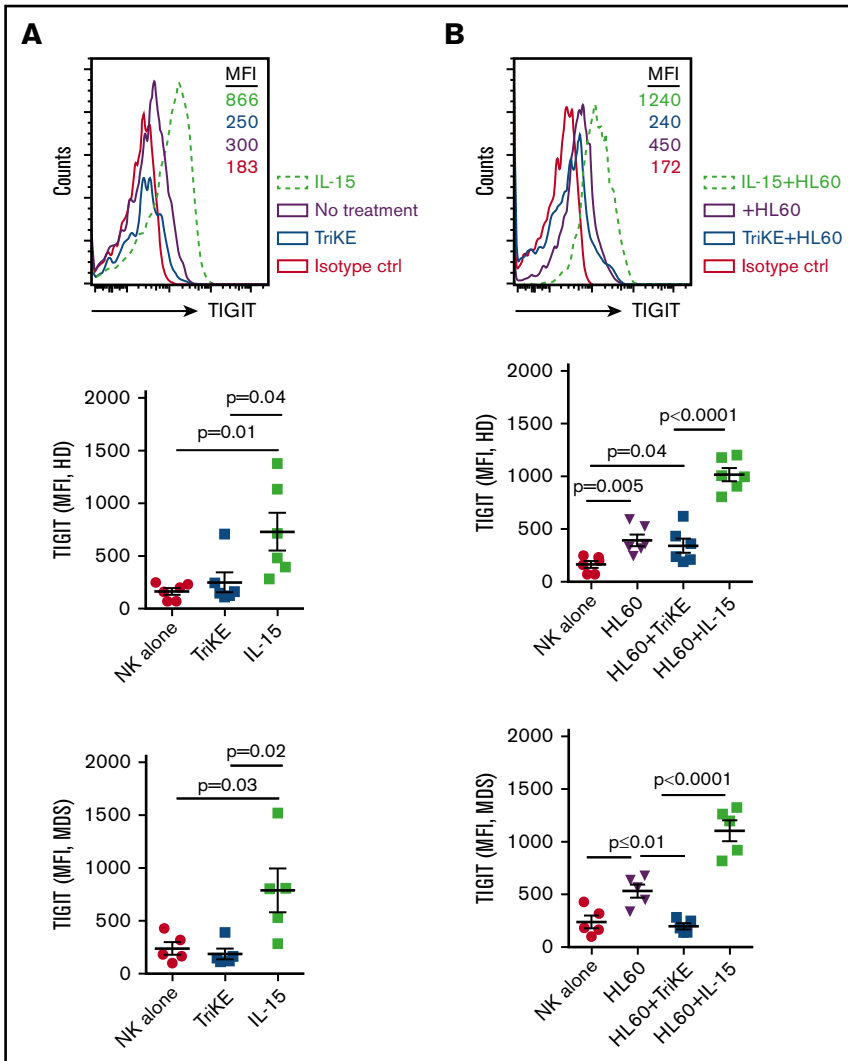 A
MFI
866
250
300
183
Counts
TIGIT
IL-15
No treatment
TriKE
Isotype ctrl
B
MFI
1240
240
450
172
Counts
TIGIT
IL-15+HL60
+HL60
TriKE+HL60
Isotype ctrl
TIGIT (MFI, HD)
2000
1500
1000
500
0
p=0.04
p=0.01
NK alone
TriKE
IL-15
TIGIT (MFI, HD)
2000
1500
1000
500
0
p<0.0001
p=0.04
p=0.005
NK alone
HL60
HL60+TriKE
HL60+IL-15
TIGIT (MFI, MDS)
2000
1500
1000
500
0
p=0.02
p=0.03
NK alone
TriKE
IL-15
TIGIT (MFI, MDS)
2000
1500
1000
500
0
p<0.0001
p≤0.01
NK alone
HL60
HL60+TriKE
HL60+IL-15